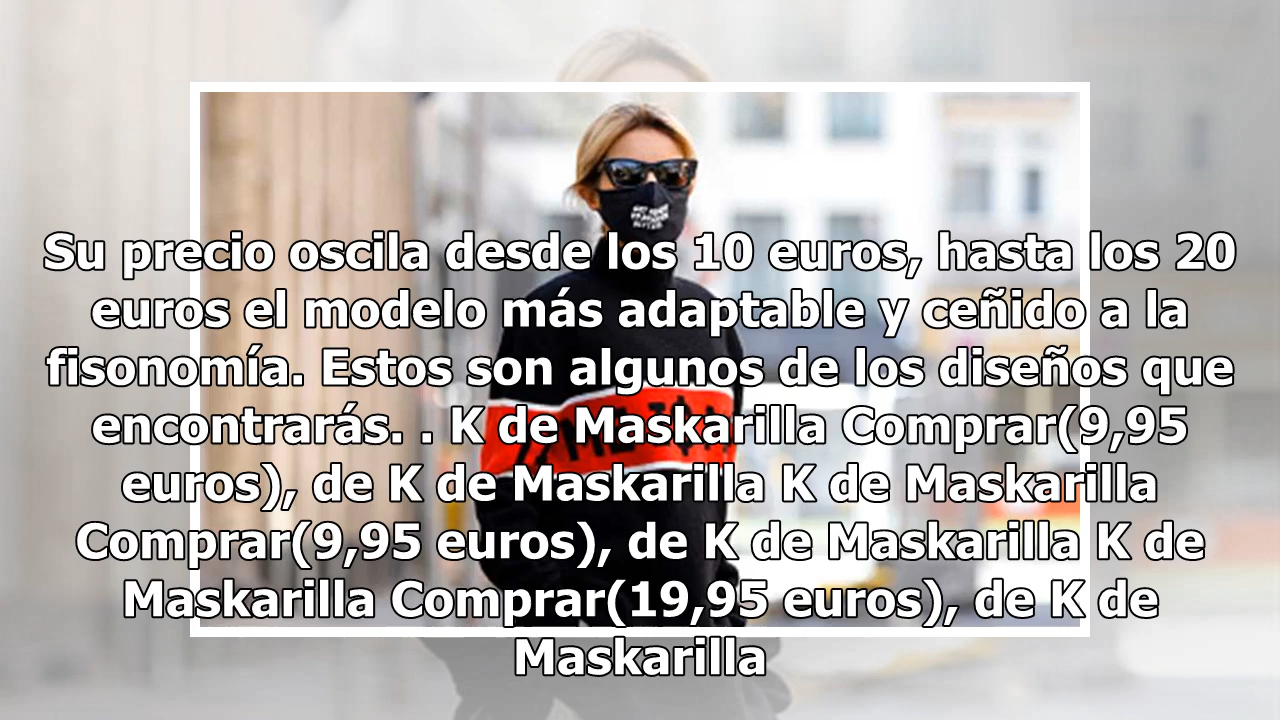 Su precio oscila desde los 10 euros, hasta los 20
euros el modelo más adaptable y ceñido a la
fisonomía. Estos son algunos de los diseños que
encontrarás. . K de Maskarilla Comprar(9,95
euros), de K de Maskarilla K de Maskarilla
Comprar(9,95 euros), de K de Maskarilla K de
Maskarilla Comprar(19,95 euros), de K de
Maskarilla